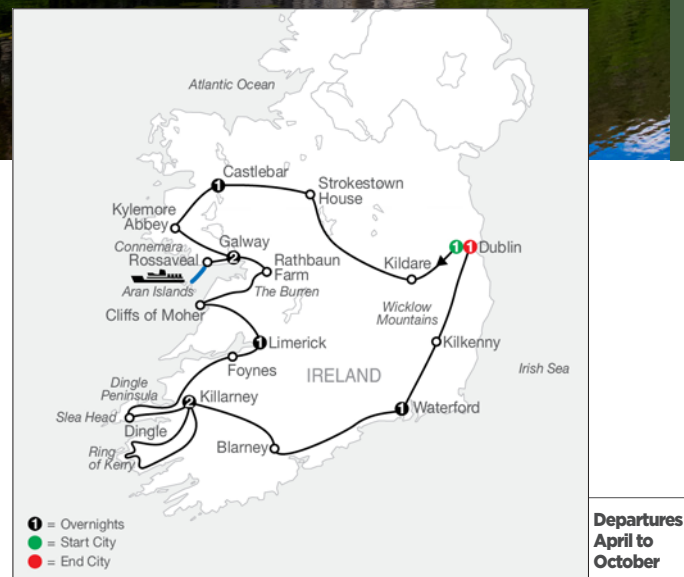 Atlantic Ocean
Castlebar
1
Strokestown
House
Kylemore
Abbey
Connemara
Galway
2
Rossaveal
Rathbaun
Farm
Aran Islands
The Burren
Kildare
1 1 Dublin
Cliffs of Moher
Wicklow
Mountains
1 Limerick
Kilkenny
Foynes
IRELAND
Irish Sea
Dingle
Peninsula
2 Killarney
Slea Head
Dingle
1 Waterford
Ring
of Kerry
Blarney
1 = Overnights
= Start City
= End City
Departures
April to
October